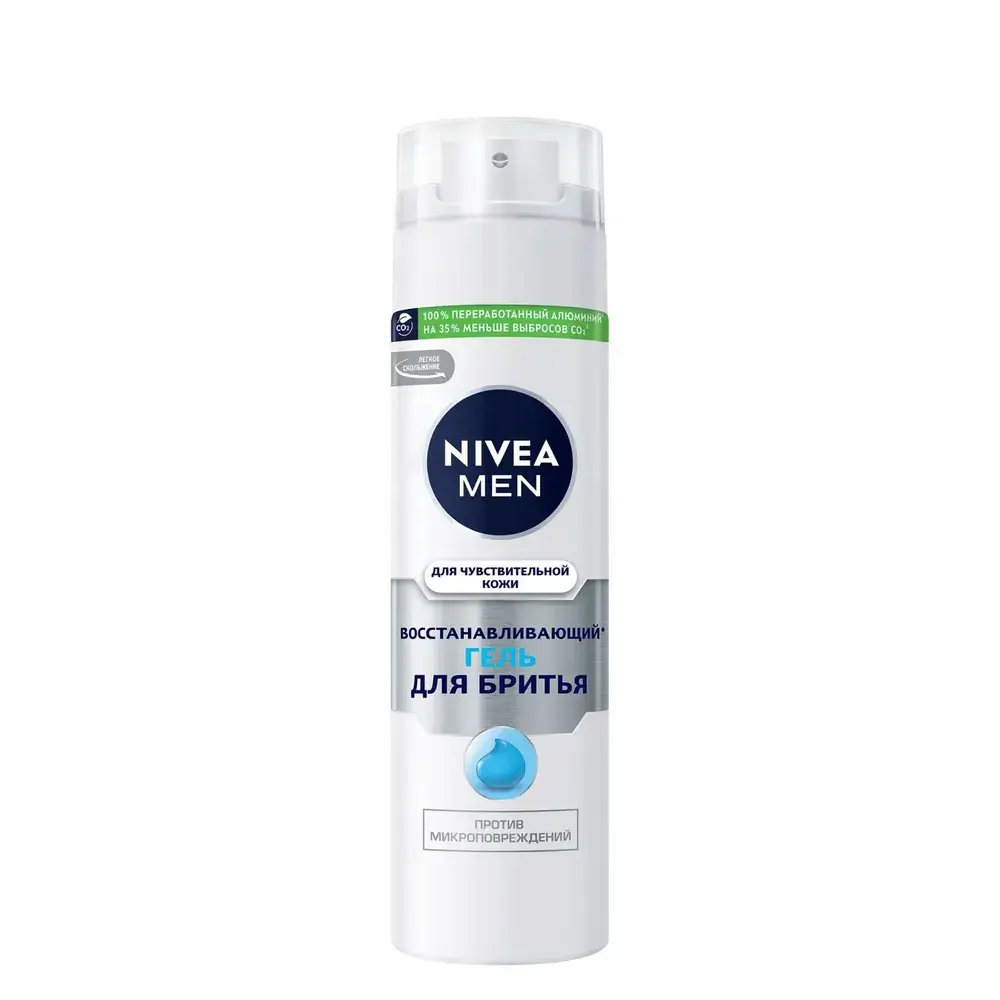 CO₂
100% ПЕРЕРАБОТАННЫЙ АЛЮМИНИЙ*
НА 35% МЕНЬШЕ ВЫБРОСОВ CO₂*
ЛЕГКОЕ
СКОЛЬЖЕНИЕ
NIVEA
MEN
ДЛЯ ЧУВСТВИТЕЛЬНОЙ
КОЖИ
ВОССТАНАВЛИВАЮЩИЙ*
ГЕЛЬ
ДЛЯ БРИТЬЯ
ПРОТИВ
МИКРОПОВРЕЖДЕНИЙ